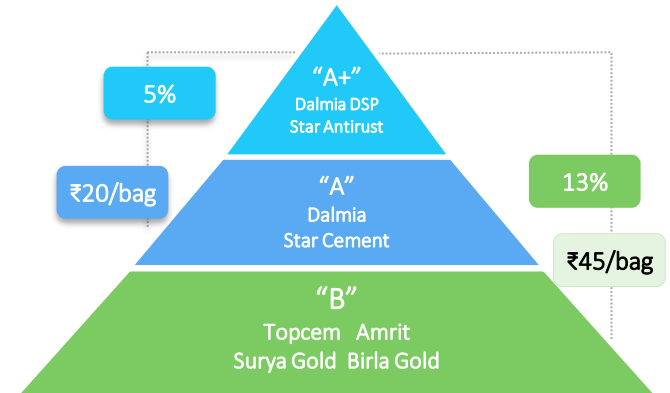 “A+”
Dalmia DSP
Star Antirust
5%
₹20/bag
“A”
Dalmia
Star Cement
13%
₹45/bag
“B”
Topcem Amrit
Surya Gold Birla Gold